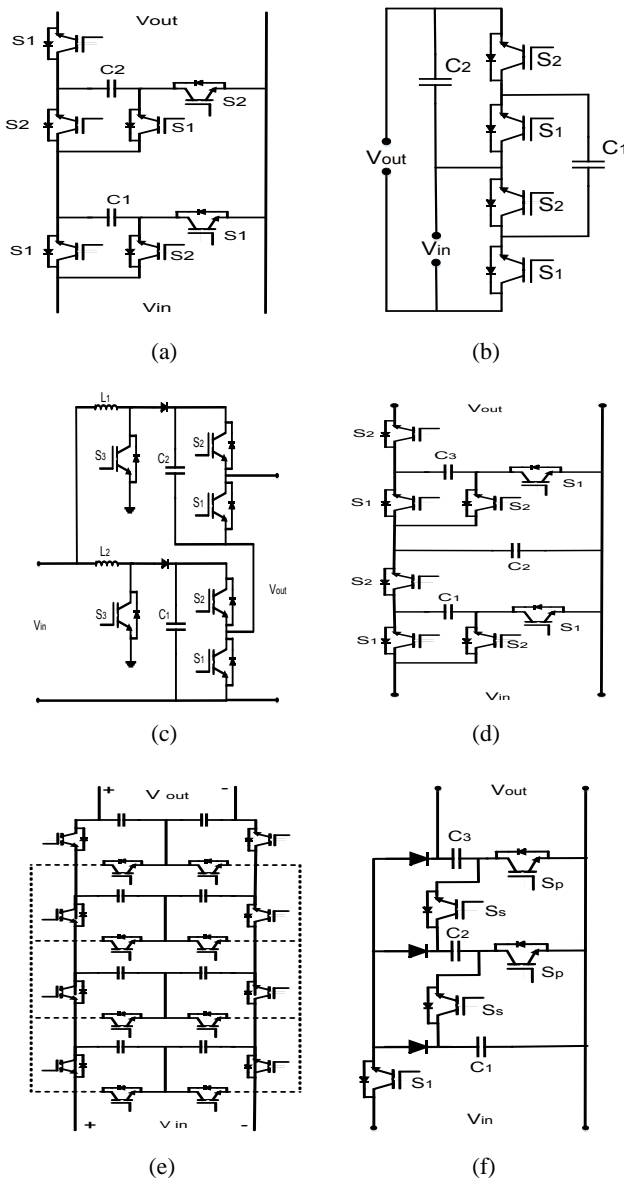 Vout
S1
C2
S2
S2
S1
C1
S1
S1
S2
Vin
(a)
S2
C2
S1
C1
Vout
S2
Vin
S1
(b)
L1
S3
C2
S2
S1
L2
Vin
S3
C1
S2
Vout
S1
(c)
Vout
S2
C3
S1
S1
S2
C2
S2
C1
S1
S1
S2
Vin
(d)
+ -
V out
V in
+ -
(e)
Vout
C3
Sp
Ss
C2
Sp
Ss
C1
S1
Vin
(f)